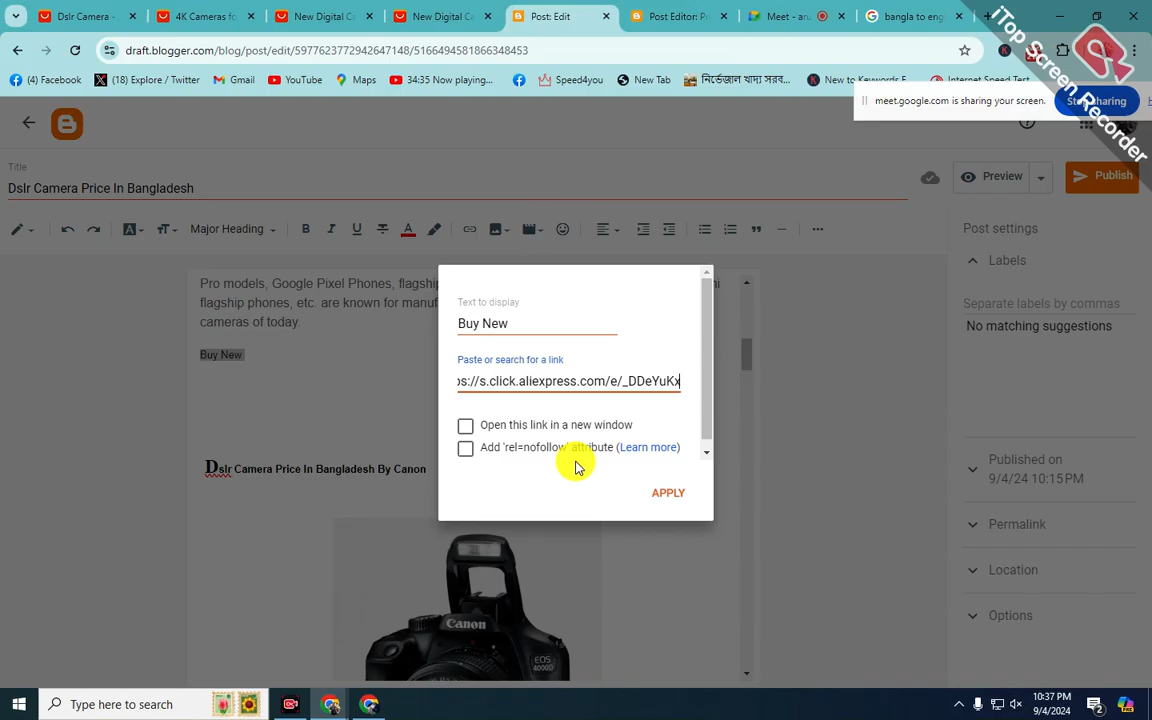 Dslr Camera -
4K Cameras fo
New Digital Ca
New Digital Ca
Post: Edit
Post Editor: Pr
Meet - aru
bangla to eng
draft.blogger.com/blog/post/edit/5977623772942647148/5166494581866348453
(4) Facebook
(18) Explore / Twitter
Gmail
YouTube
Maps
34:35 Now playing...
Speed4you
New Tab
নির্ভেজাল খাদ্য সরব...
New to Keywords E
Internet Speed Test
iTop Screen Recorder
meet.google.com is sharing your screen.
Stop sharing
Title
Dslr Camera Price In Bangladesh
Preview
Publish
Major Heading
Post settings
Labels
Separate labels by commas
No matching suggestions
Published on
9/4/24 10:15 PM
Permalink
Location
Options
Pro models, Google Pixel Phones, flagship
flagship phones, etc. are known for manuf
cameras of today.
Buy New
Dslr Camera Price In Bangladesh By Canon
Canon
EOS
4000D
Text to display
Buy New
Paste or search for a link
ps://s.click.aliexpress.com/e/_DDeYuKx
Open this link in a new window
Add 'rel=nofollow' attribute (Learn more)
APPLY
Type here to search
10:37 PM
9/4/2024
2